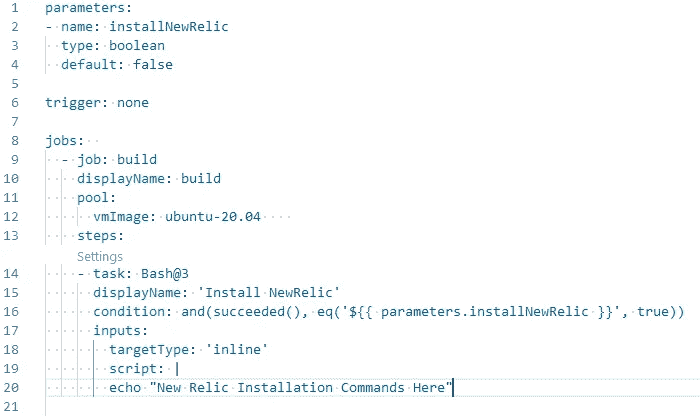 1 parameters:
2 - name: installNewRelic
3   type: boolean
4   default: false
5
6 trigger: none
7
8 jobs:
9   - job: build
10     displayName: build
11     pool:
12       vmImage: ubuntu-20.04
13     steps:
Settings
14     - task: Bash@3
15       displayName: 'Install NewRelic'
16       condition: and(succeeded(), eq('${{ parameters.installNewRelic }}', true))
17       inputs:
18         targetType: 'inline'
19         script: |
20         echo "New Relic Installation Commands Here"
21